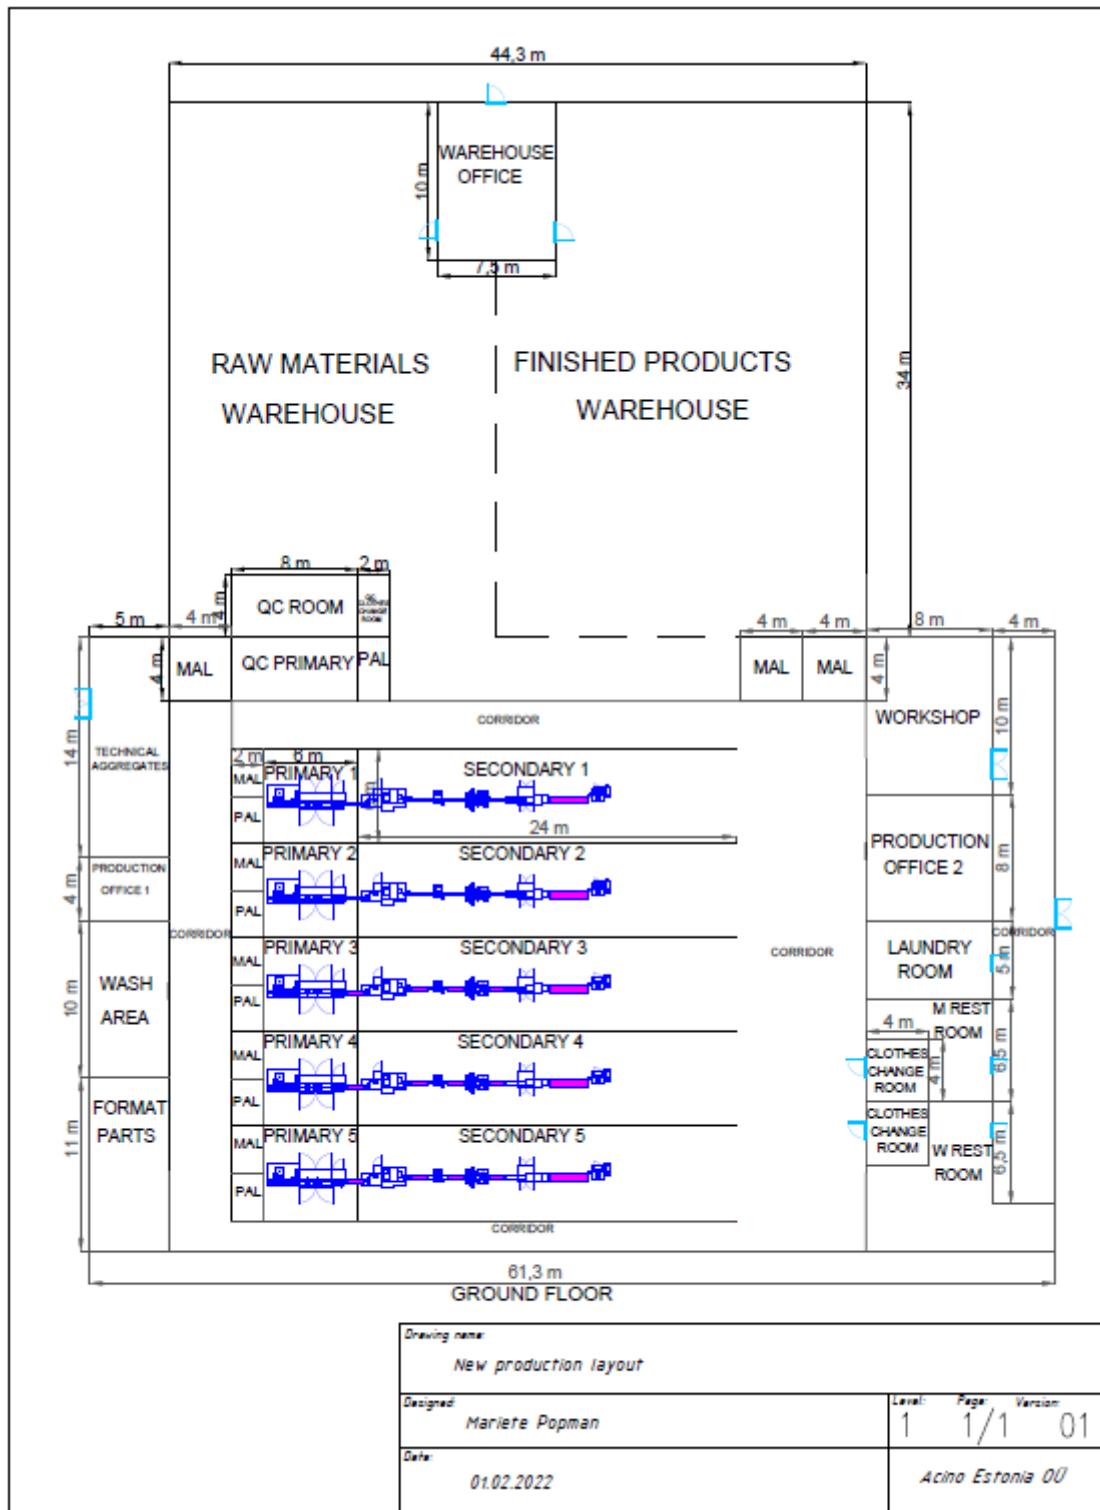 44,3 m
WAREHOUSE
OFFICE
10 m
7,5 m
34 m
RAW MATERIALS
WAREHOUSE
FINISHED PRODUCTS
WAREHOUSE
8 m
2 m
4 m
QC ROOM
CLOTHES
CHANGE
ROOM
5 m
4 m
4 m
4 m
8 m
4 m
4 m
MAL
QC PRIMARY
PAL
MAL
MAL
4 m
WORKSHOP
10 m
CORRIDOR
14 m
TECHNICAL
AGGREGATES
2 m
6 m
MAL
PRIMARY 1
SECONDARY 1
PAL
24 m
MAL
PRIMARY 2
SECONDARY 2
PAL
PRODUCTION
OFFICE 2
8 m
PRODUCTION
OFFICE 1
4 m
CORRIDOR
MAL
PRIMARY 3
SECONDARY 3
PAL
CORRIDOR
LAUNDRY
ROOM
5 m
CORRIDOR
WASH
AREA
10 m
M REST
ROOM
6,5 m
4 m
CLOTHES
CHANGE
ROOM
4 m
MAL
PRIMARY 4
SECONDARY 4
PAL
FORMAT
PARTS
11 m
MAL
PRIMARY 5
SECONDARY 5
PAL
CLOTHES
CHANGE
ROOM
W REST
ROOM
6,5 m
CORRIDOR
61,3 m
GROUND FLOOR
Drawing name:
New production layout
Designed
Mariete Popman
Level: Page: Version:
1 1/1 01
Date:
01.02.2022
Acino Estonia OÜ